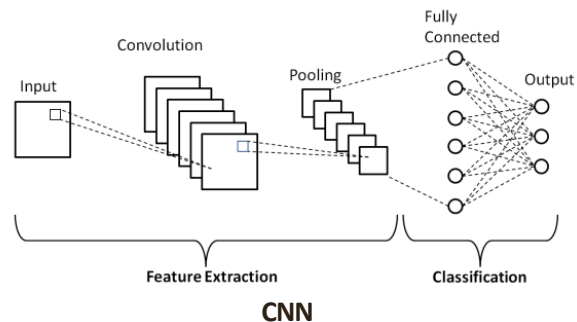 Fully
Connected
Convolution
Input
Pooling
Output
Feature Extraction
Classification
CNN